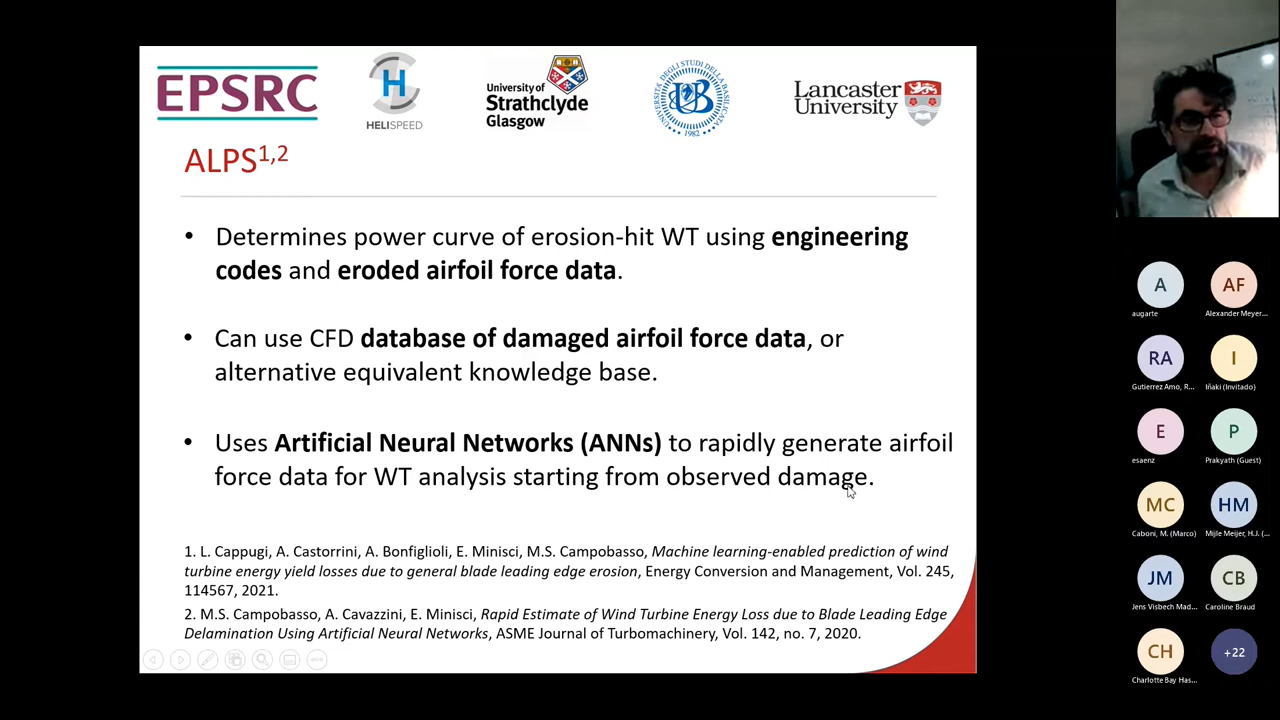 EPSRC
H
HELISPEED
University of
Strathclyde
Glasgow
UNIVERSITÀ DEGLI STUDI DELLA BASILICATA
1982
Lancaster
University
ALPS1,2
• Determines power curve of erosion-hit WT using engineering
codes and eroded airfoil force data.
• Can use CFD database of damaged airfoil force data, or
alternative equivalent knowledge base.
• Uses Artificial Neural Networks (ANNs) to rapidly generate airfoil
force data for WT analysis starting from observed damage.
1. L. Cappugi, A. Castorrini, A. Bonfiglioli, E. Minisci, M.S. Campobasso, Machine learning-enabled prediction of wind
turbine energy yield losses due to general blade leading edge erosion, Energy Conversion and Management, Vol. 245,
114567, 2021.
2. M.S. Campobasso, A. Cavazzini, E. Minisci, Rapid Estimate of Wind Turbine Energy Loss due to Blade Leading Edge
Delamination Using Artificial Neural Networks, ASME Journal of Turbomachinery, Vol. 142, no. 7, 2020.
A
augarte
AF
Alexander Meyer...
RA
Gutierrez Amo, R...
I
Iñaki (Invitado)
E
esaenz
P
Prakyath (Guest)
MC
Caboni, M. (Marco)
HM
Mijle Meijer, H.J. (...
JM
Jens Visbech Mad...
CB
Caroline Braud
CH
Charlotte Bay Has...
+22